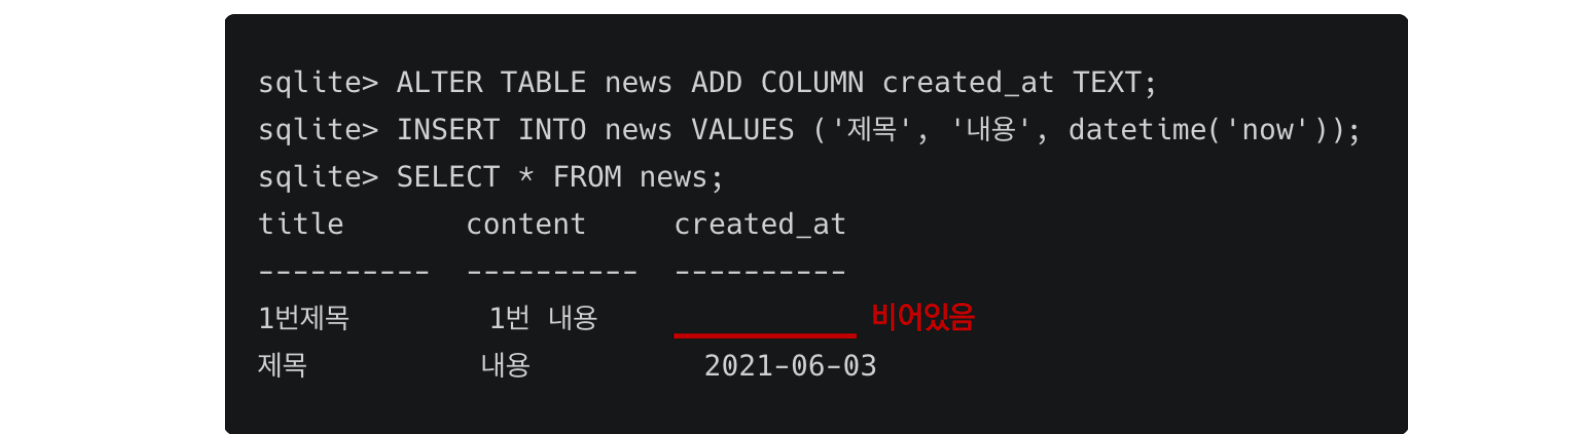 sqlite> ALTER TABLE news ADD COLUMN created_at TEXT;
sqlite> INSERT INTO news VALUES ('제목', '내용', datetime('now'));
sqlite> SELECT * FROM news;
title       content     created_at
----------  ----------  ----------
1번제목        1번 내용    비어있음
제목          내용          2021-06-03